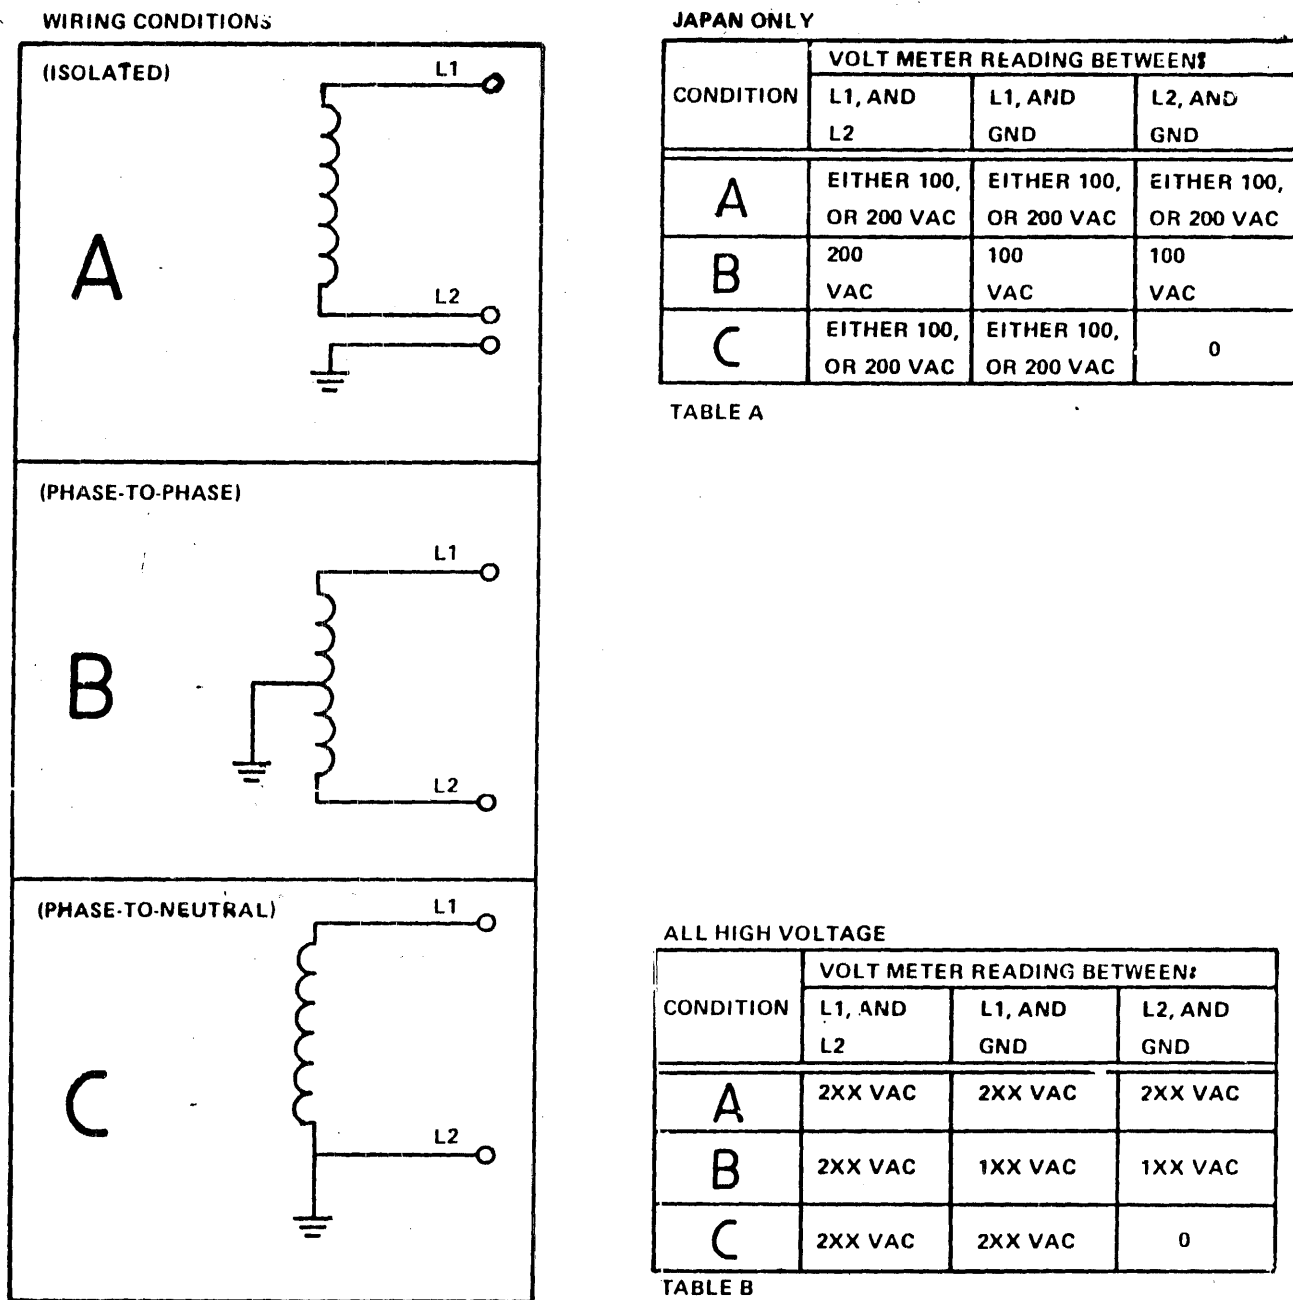 WIRING CONDITIONS
(ISOLATED)
L1
A
L2
(PHASE-TO-PHASE)
L1
B
L2
(PHASE-TO-NEUTRAL)
L1
C
L2
JAPAN ONLY
VOLT METER READING BETWEEN:
CONDITION L1, AND L1, AND L2, AND
L2 GND GND
A EITHER 100, EITHER 100, EITHER 100,
OR 200 VAC OR 200 VAC OR 200 VAC
B 200 100 100
VAC VAC VAC
C EITHER 100, EITHER 100, 0
OR 200 VAC OR 200 VAC
TABLE A
ALL HIGH VOLTAGE
VOLT METER READING BETWEEN:
CONDITION L1, AND L1, AND L2, AND
L2 GND GND
A 2XX VAC 2XX VAC 2XX VAC
B 2XX VAC 1XX VAC 1XX VAC
C 2XX VAC 2XX VAC 0
TABLE B